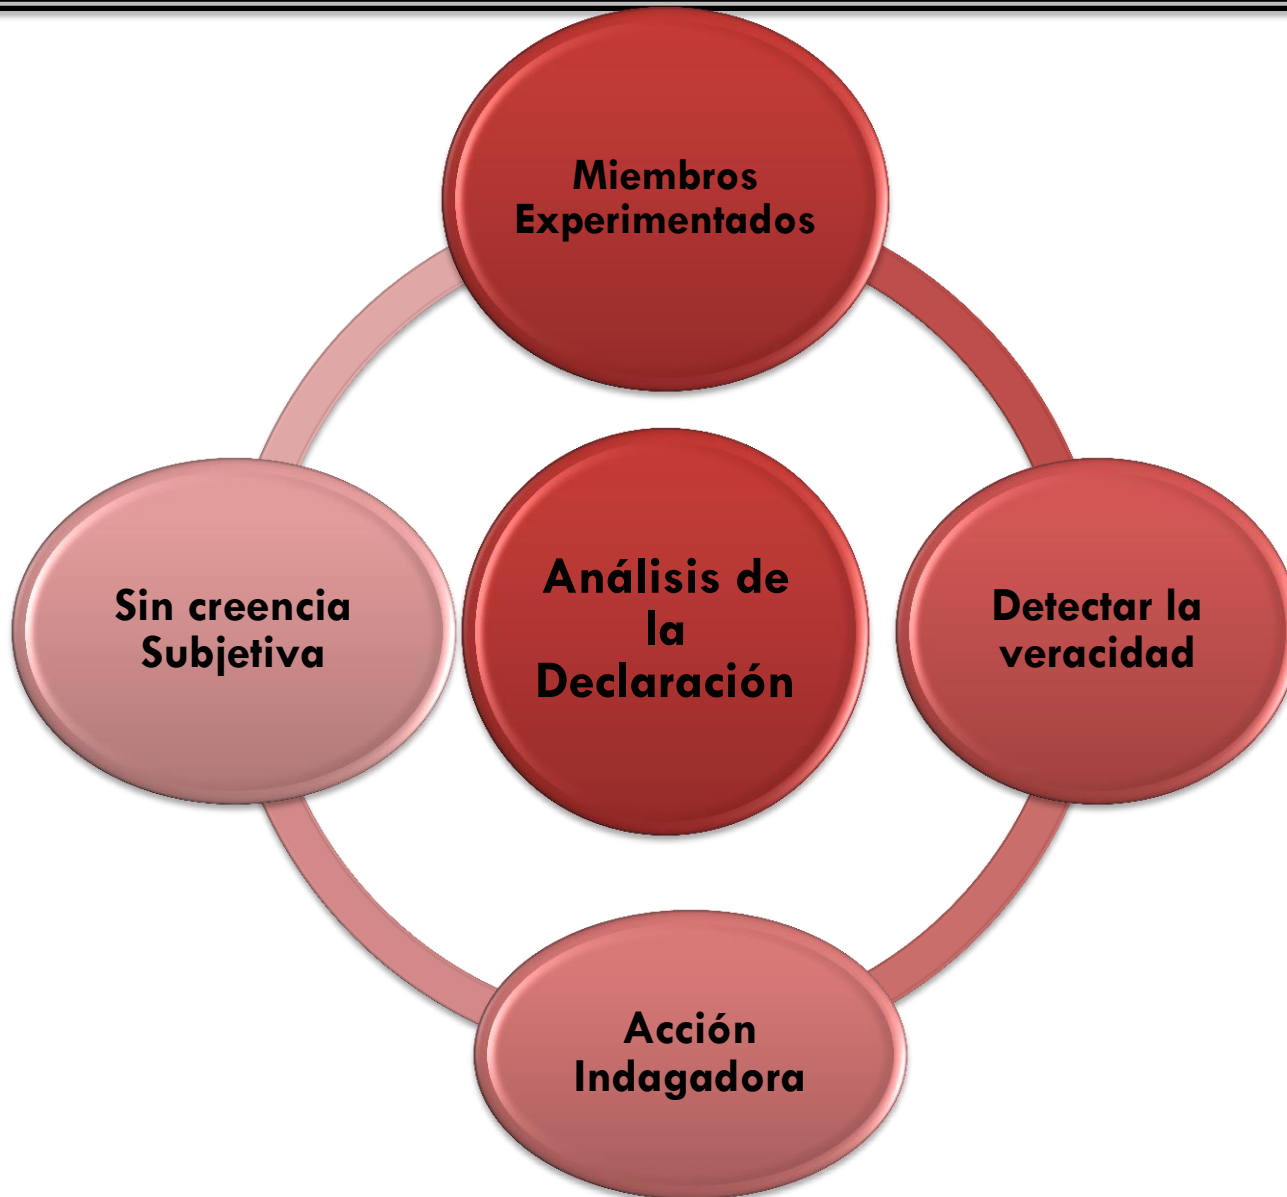 Miembros
Experimentados
Sin creencia
Subjetiva
Análisis de
la
Declaración
Detectar la
veracidad
Acción
Indagadora